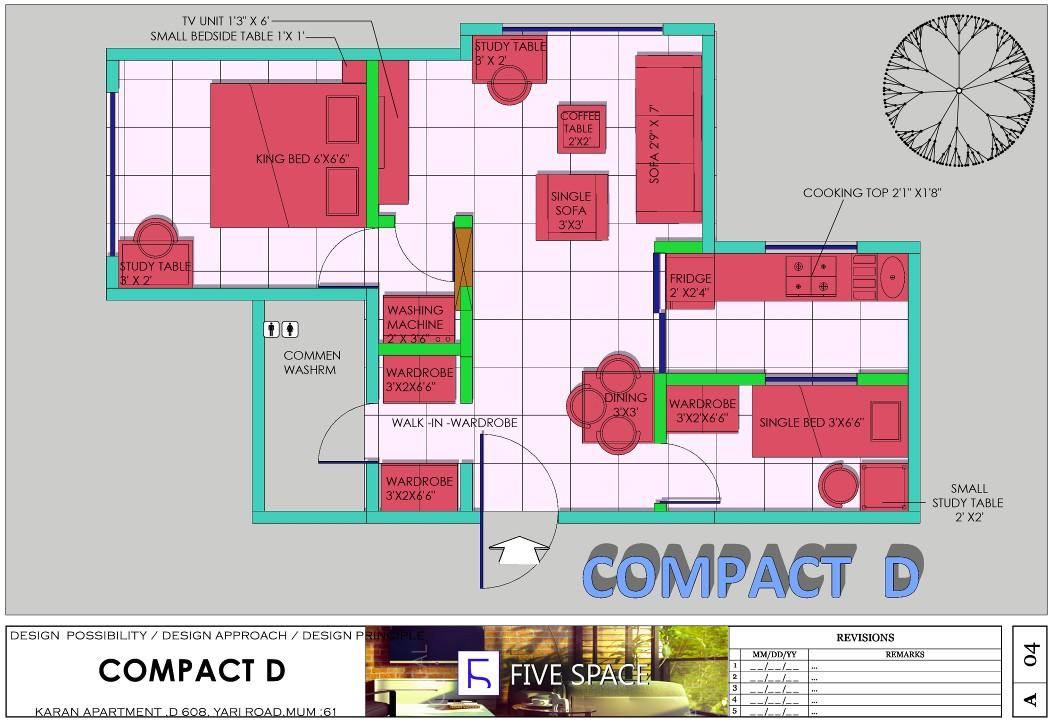 TV UNIT 1'3" X 6'
SMALL BEDSIDE TABLE 1'X 1'
STUDY TABLE
3' X 2'
COFFEE
TABLE
2'X2'
SOFA 2'9" X 7'
KING BED 6'X6'6"
SINGLE
SOFA
3'X3'
COOKING TOP 2'1" X1'8"
STUDY TABLE
3' X 2'
FRIDGE
2' X2'4"
WASHING
MACHINE
2' X 3'6"
COMMEN
WASHRM
WARDROBE
3'X2X6'6"
DINING
3'X3'
WARDROBE
3'X2'X6'6"
SINGLE BED 3'X6'6"
WALK -IN -WARDROBE
WARDROBE
3'X2X6'6"
SMALL
STUDY TABLE
2' X2'
COMPACT D
DESIGN POSSIBILITY / DESIGN APPROACH / DESIGN PRINCIPLE
COMPACT D
KARAN APARTMENT ,D 608, YARI ROAD,MUM :61
FIVE SPACE
REVISIONS
MM/DD/YY REMARKS
1 __/__/__ ...
2 __/__/__ ...
3 __/__/__ ...
4 __/__/__ ...
5 __/__/__ ...
04
A